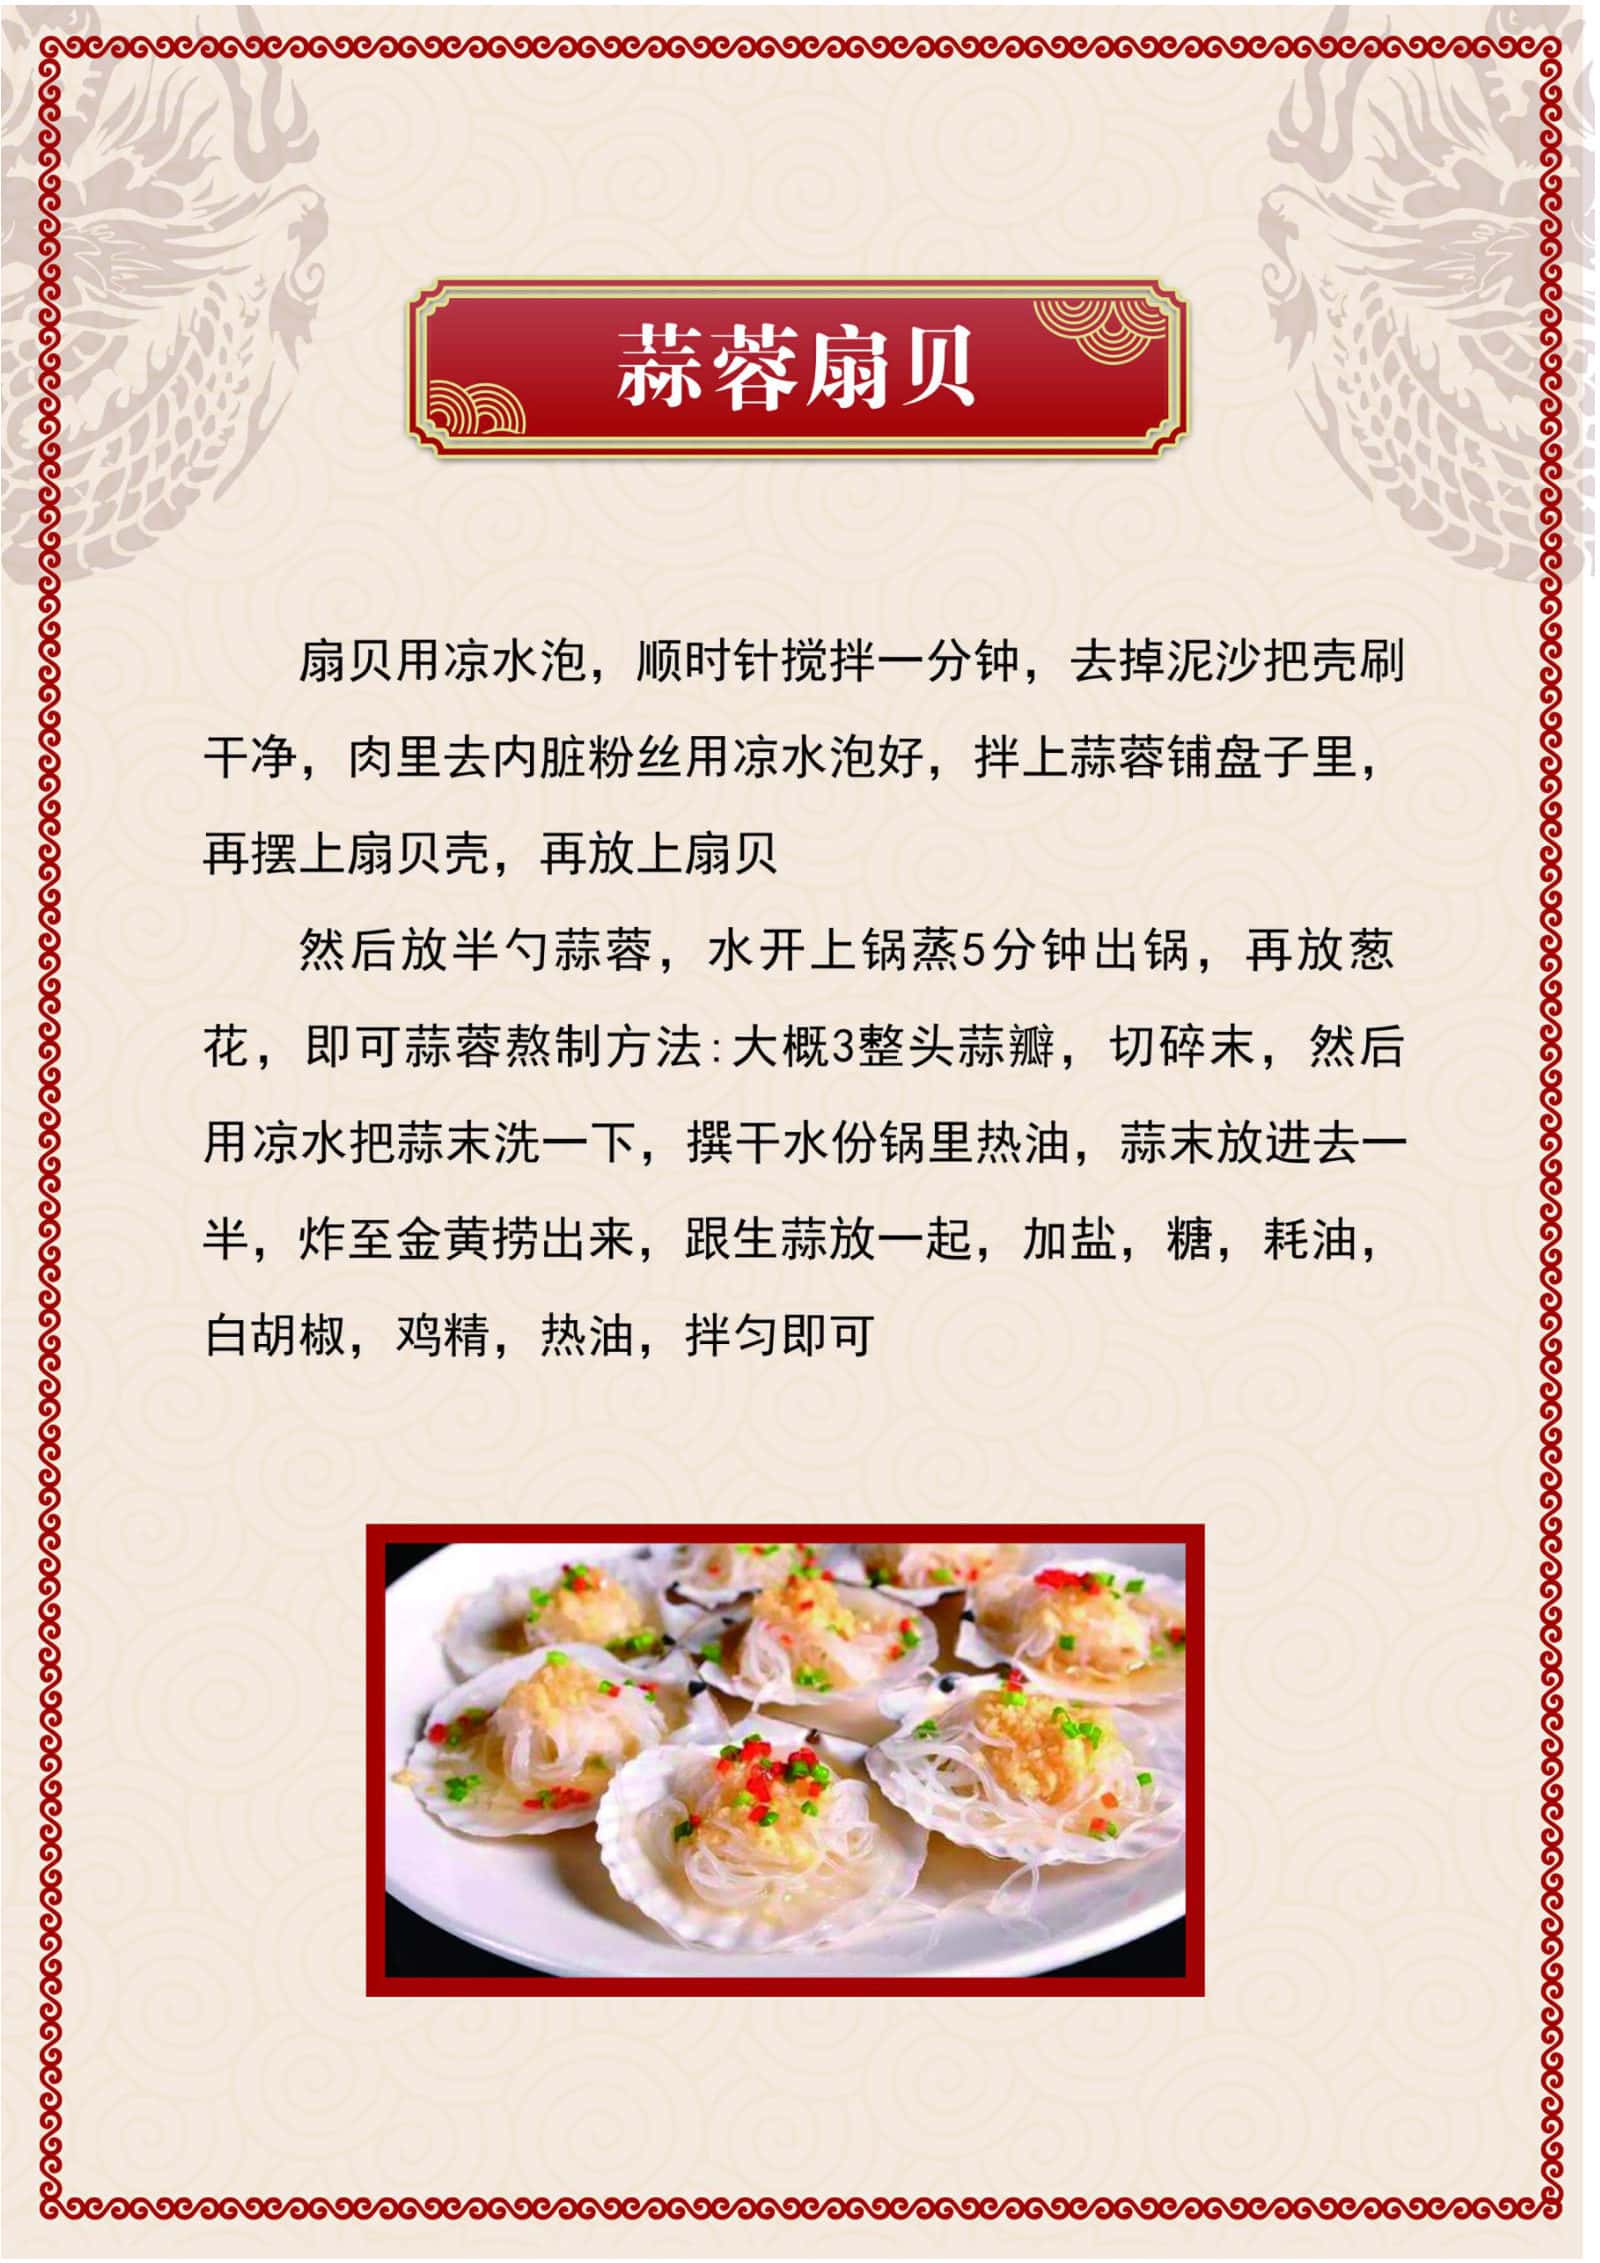 蒜蓉扇贝
扇贝用凉水泡，顺时针搅拌一分钟，去掉泥沙把壳刷
干净，肉里去内脏粉丝用凉水泡好，拌上蒜蓉铺盘子里，
再摆上扇贝壳，再放上扇贝
然后放半勺蒜蓉，水开上锅蒸5分钟出锅，再放葱
花，即可蒜蓉熬制方法:大概3整头蒜瓣，切碎末，然后
用凉水把蒜末洗一下，撰干水份锅里热油，蒜末放进去一
半，炸至金黄捞出来，跟生蒜放一起，加盐，糖，耗油，
白胡椒，鸡精，热油，拌匀即可